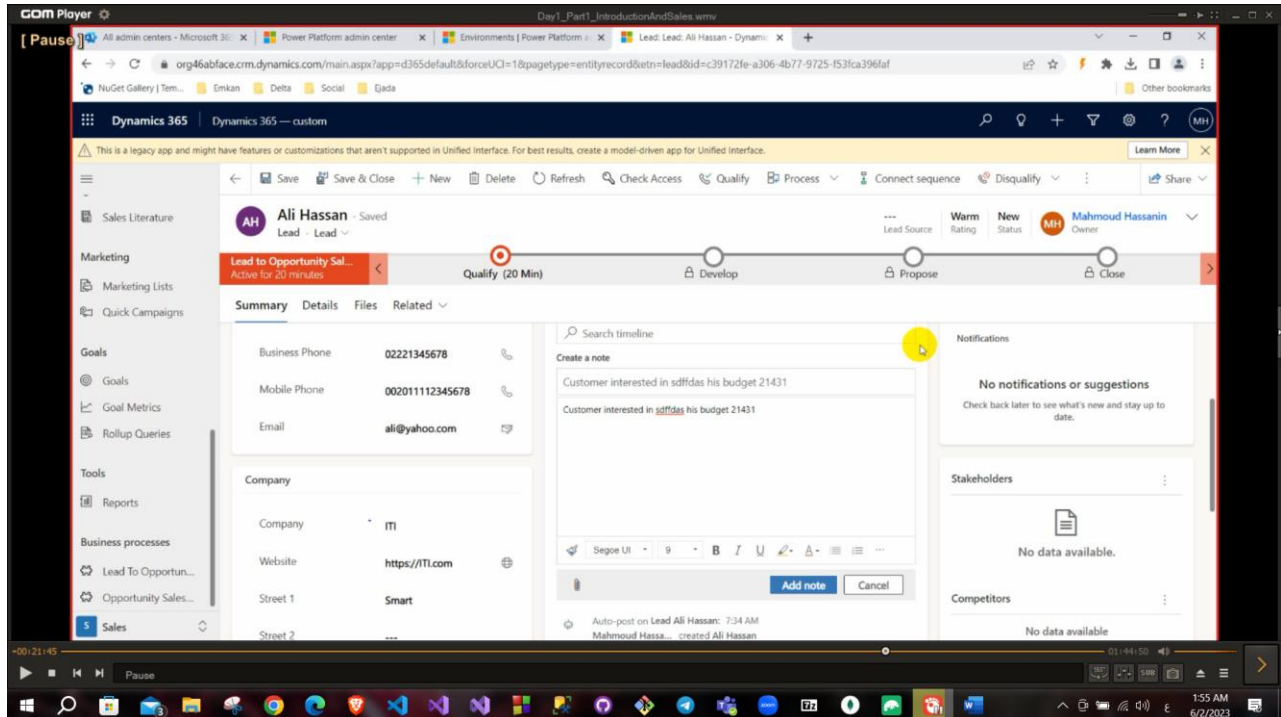 GOM Player
Day1_Part1_IntroductionAndSales.wmv
[ Pause ]
All admin centers - Microsoft 36
Power Platform admin center
Environments | Power Platform a
Lead: Lead: Ali Hassan - Dynamic
org46abface.crm.dynamics.com/main.aspx?app=d365default&forceUCI=1&pagetype=entityrecord&etn=lead&id=c39172fe-a306-4b77-9725-f53fca396faf
NuGet Gallery | Tem...
Emkan
Delta
Social
Ejada
Other bookmarks
Dynamics 365
Dynamics 365 — custom
MH
This is a legacy app and might have features or customizations that aren't supported in Unified Interface. For best results, create a model-driven app for Unified Interface.
Learn More
Save
Save & Close
New
Delete
Refresh
Check Access
Qualify
Process
Connect sequence
Disqualify
Share
Sales Literature
Marketing
Marketing Lists
Quick Campaigns
Goals
Goals
Goal Metrics
Rollup Queries
Tools
Reports
Business processes
Lead To Opportun...
Opportunity Sales...
S Sales
AH
Ali Hassan - Saved
Lead · Lead
---
Lead Source
Warm
Rating
New
Status
MH
Mahmoud Hassanin
Owner
Lead to Opportunity Sal...
Active for 20 minutes
Qualify (20 Min)
Develop
Propose
Close
Summary
Details
Files
Related
Business Phone
02221345678
Mobile Phone
002011112345678
Email
ali@yahoo.com
Company
Company
ITI
Website
https://ITI.com
Street 1
Smart
Street 2
---
Search timeline
Create a note
Customer interested in sdffdas his budget 21431
Customer interested in sdffdas his budget 21431
Segoe UI
9
B I U A
Add note
Cancel
Auto-post on Lead Ali Hassan: 7:34 AM
Mahmoud Hassa... created Ali Hassan
Notifications
No notifications or suggestions
Check back later to see what's new and stay up to
date.
Stakeholders
No data available.
Competitors
No data available
-00:21:45
01:44:50
Pause
SUB
1:55 AM
6/2/2023